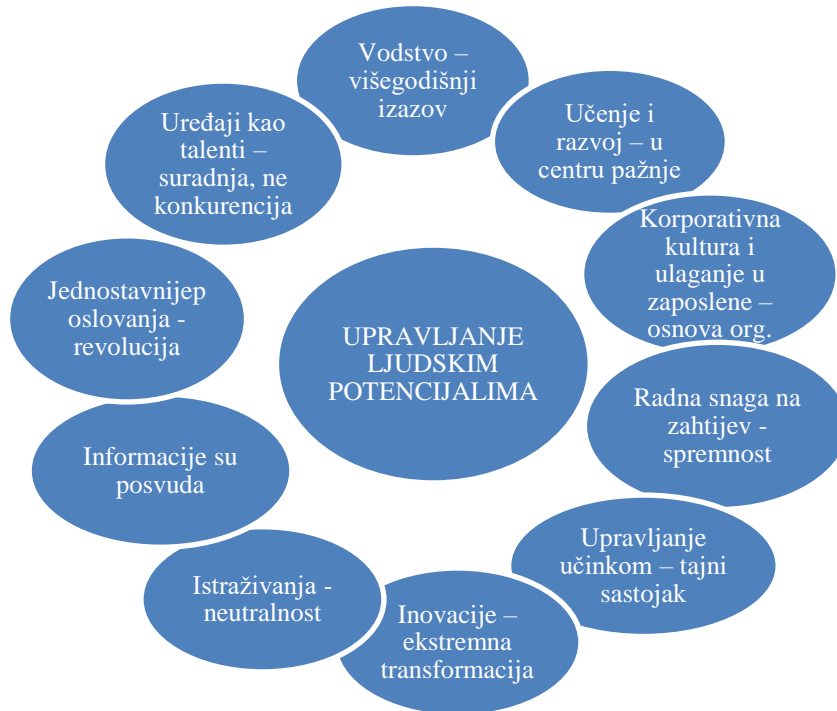 Vodstvo –
višegodišnji
izazov
Učenje i
razvoj – u
centru pažnje
Korporativna
kultura i
ulaganje u
zaposlene –
osnova org.
Radna snaga na
zahtijev -
spremnost
Upravljanje
učinkom – tajni
sastojak
Inovacije –
ekstremna
transformacija
Istraživanja -
neutralnost
Informacije su
posvuda
Jednostavnijep
oslovanja -
revolucija
Uređaji kao
talenti –
suradnja, ne
konkurencija
UPRAVLJANJE
LJUDSKIM
POTENCIJALIMA